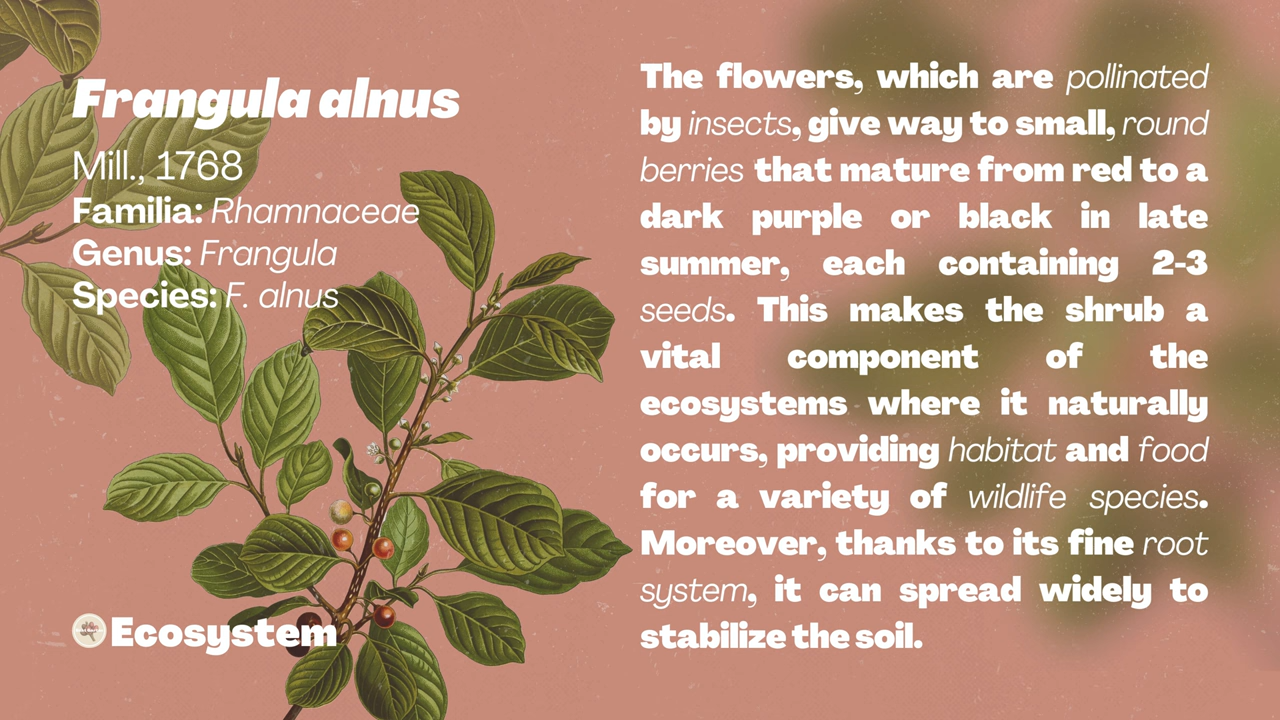 Frangula alnus
Mill., 1768
Familia: Rhamnaceae
Genus: Frangula
Species: F. alnus
Ecosystem
The flowers, which are pollinated
by insects, give way to small, round
berries that mature from red to a
dark purple or black in late
summer, each containing 2-3
seeds. This makes the shrub a
vital component of the
ecosystems where it naturally
occurs, providing habitat and food
for a variety of wildlife species.
Moreover, thanks to its fine root
system, it can spread widely to
stabilize the soil.